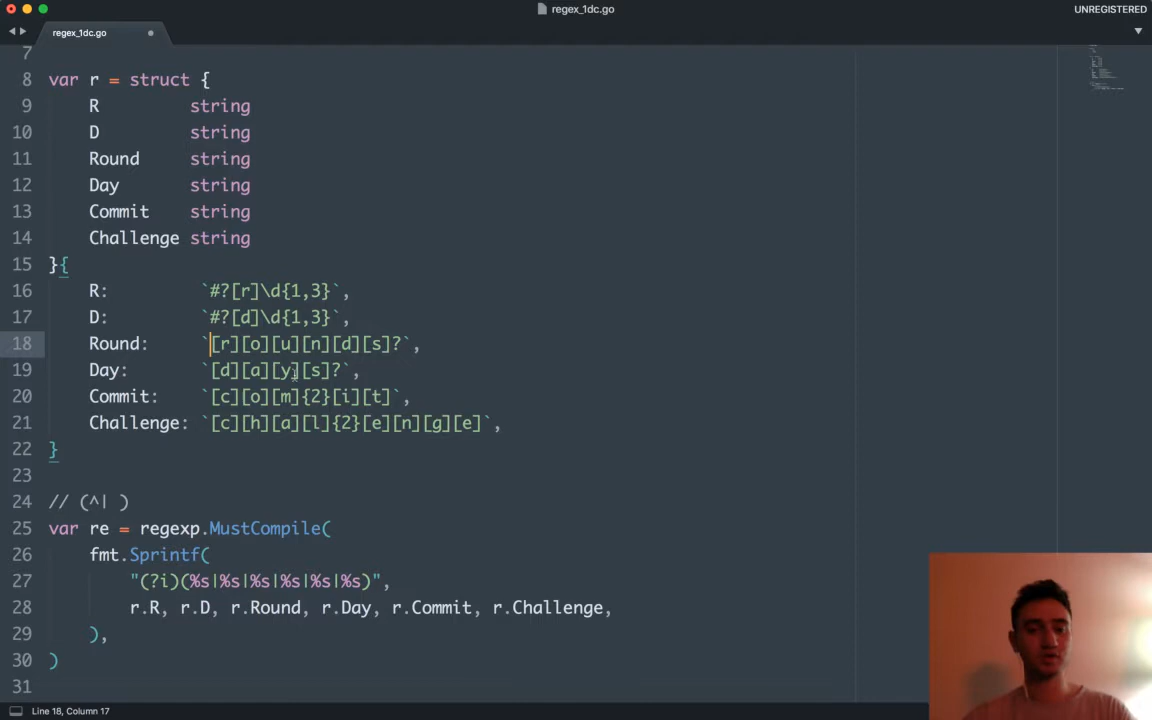 regex_1dc.go
UNREGISTERED
regex_1dc.go
7
8 var r = struct {
9 R string
10 D string
11 Round string
12 Day string
13 Commit string
14 Challenge string
15 }{
16 R: `#?[r]\d{1,3}`,
17 D: `#?[d]\d{1,3}`,
18 Round: `[r][o][u][n][d][s]?`,
19 Day: `[d][a][y][s]?`,
20 Commit: `[c][o][m]{2}[i][t]`,
21 Challenge: `[c][h][a][l]{2}[e][n][g][e]`,
22 }
23
24 // (^| )
25 var re = regexp.MustCompile(
26 fmt.Sprintf(
27 "(?i)(%s|%s|%s|%s|%s|%s)",
28 r.R, r.D, r.Round, r.Day, r.Commit, r.Challenge,
29 ),
30 )
31
Line 18, Column 17